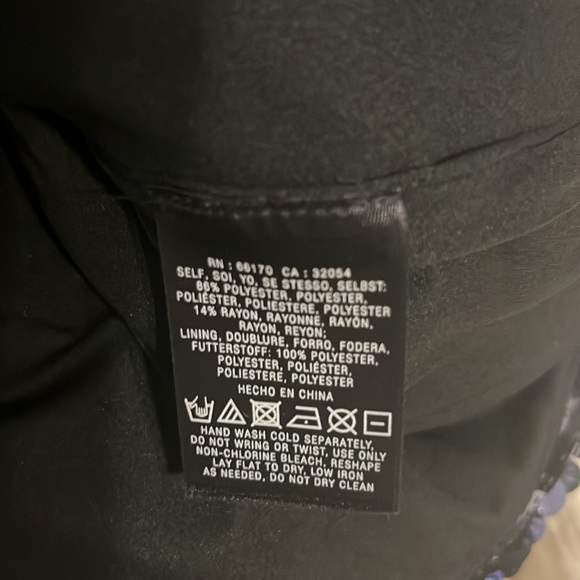 RN : 66170 CA : 32054
SELF, SOI, YO, SE STESSO, SELBST:
86% POLYESTER, POLYESTER,
POLIÉSTER, POLIESTERE, POLYESTER
14% RAYON, RAYONNE, RAYÓN,
RAYON, REYON;
LINING, DOUBLURE, FORRO, FODERA,
FUTTERSTOFF: 100% POLYESTER,
POLYESTER, POLIÉSTER,
POLIESTERE, POLYESTER
HECHO EN CHINA
HAND WASH COLD SEPARATELY,
DO NOT WRING OR TWIST, USE ONLY
NON-CHLORINE BLEACH, RESHAPE
LAY FLAT TO DRY, LOW IRON
AS NEEDED, DO NOT DRY CLEAN